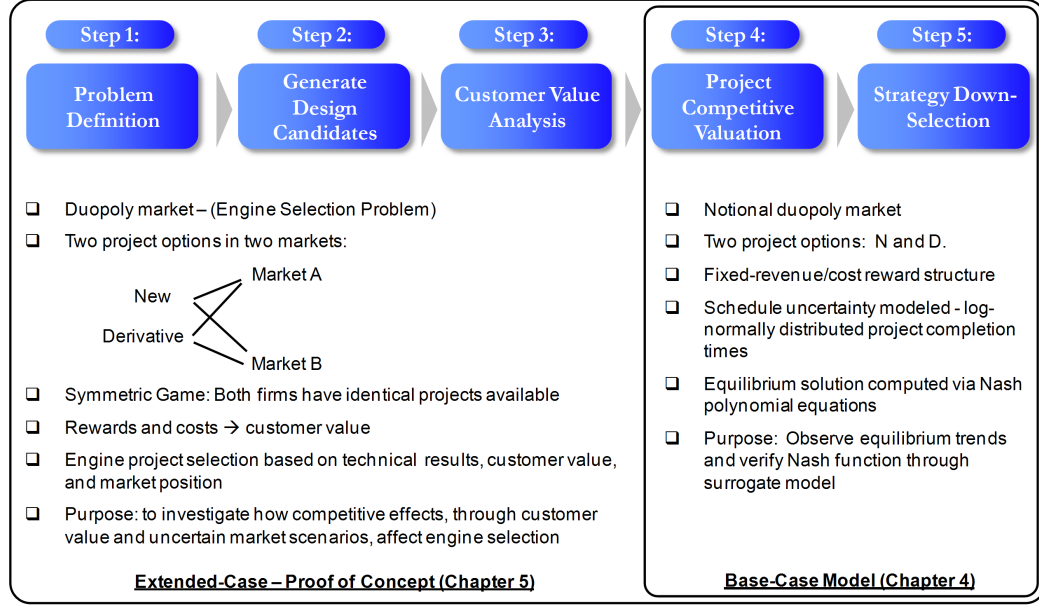 Step 1:
Problem
Definition
Step 2:
Generate
Design
Candidates
Step 3:
Customer Value
Analysis
Step 4:
Project
Competitive
Valuation
Step 5:
Strategy Down-
Selection
❑ Duopoly market – (Engine Selection Problem)
❑ Two project options in two markets:
New
Derivative
Market A
Market B
❑ Symmetric Game: Both firms have identical projects available
❑ Rewards and costs → customer value
❑ Engine project selection based on technical results, customer value,
and market position
❑ Purpose: to investigate how competitive effects, through customer
value and uncertain market scenarios, affect engine selection
Extended-Case – Proof of Concept (Chapter 5)
❑ Notional duopoly market
❑ Two project options: N and D.
❑ Fixed-revenue/cost reward structure
❑ Schedule uncertainty modeled - log-
normally distributed project completion
times
❑ Equilibrium solution computed via Nash
polynomial equations
❑ Purpose: Observe equilibrium trends
and verify Nash function through
surrogate model
Base-Case Model (Chapter 4)